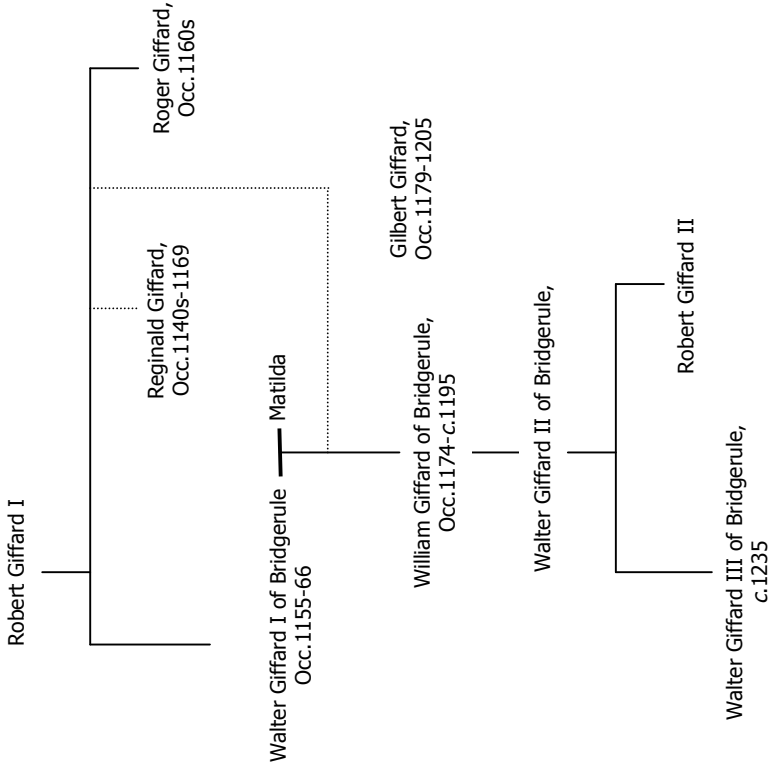 Robert Giffard I
Roger Giffard,
Occ.1160s
Reginald Giffard,
Occ.1140s-1169
Walter Giffard I of Bridgerule
Occ.1155-66
Matilda
William Giffard of Bridgerule,
Occ.1174-c.1195
Gilbert Giffard,
Occ.1179-1205
Walter Giffard II of Bridgerule,
Walter Giffard III of Bridgerule,
c.1235
Robert Giffard II